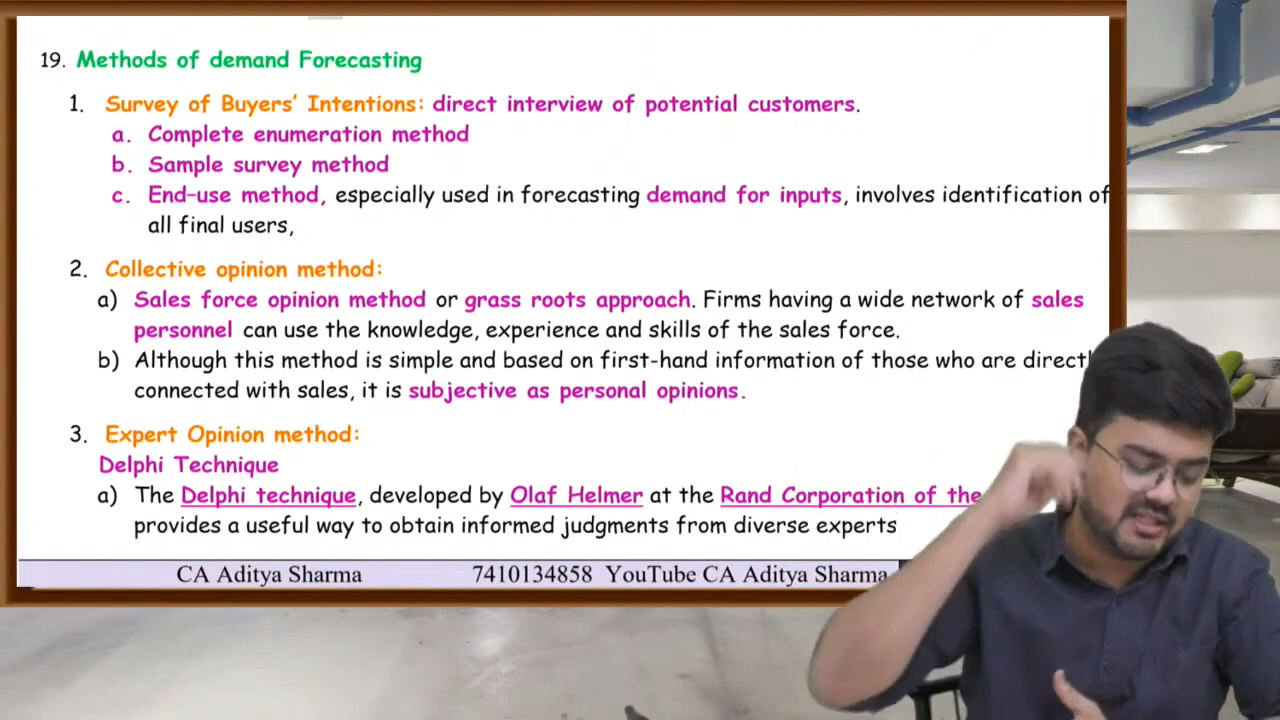 19. Methods of demand Forecasting
1. Survey of Buyers' Intentions: direct interview of potential customers.
a. Complete enumeration method
b. Sample survey method
c. End-use method, especially used in forecasting demand for inputs, involves identification of
all final users,
2. Collective opinion method:
a) Sales force opinion method or grass roots approach. Firms having a wide network of sales
personnel can use the knowledge, experience and skills of the sales force.
b) Although this method is simple and based on first-hand information of those who are
connected with sales, it is subjective as personal opinions.
3. Expert Opinion method:
Delphi Technique
a) The Delphi technique, developed by Olaf Helmer at the Rand Corporation of the
provides a useful way to obtain informed judgments from diverse experts
CA Aditya Sharma 7410134858 YouTube CA Aditya Sharma